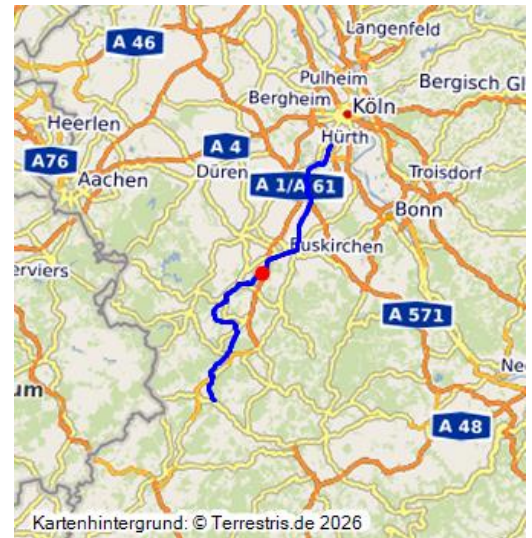 Langenfeld
A 46
Pulheim
Bergisch Gl
Bergheim
Köln
Heerlen
Hürth
A 4
A76
Düren
Troisdorf
Aachen
A 1/A 61
Bonn
Euskirchen
erviers
A 571
Ne
um
A 48
Kartenhintergrund: © Terrestris.de 2026